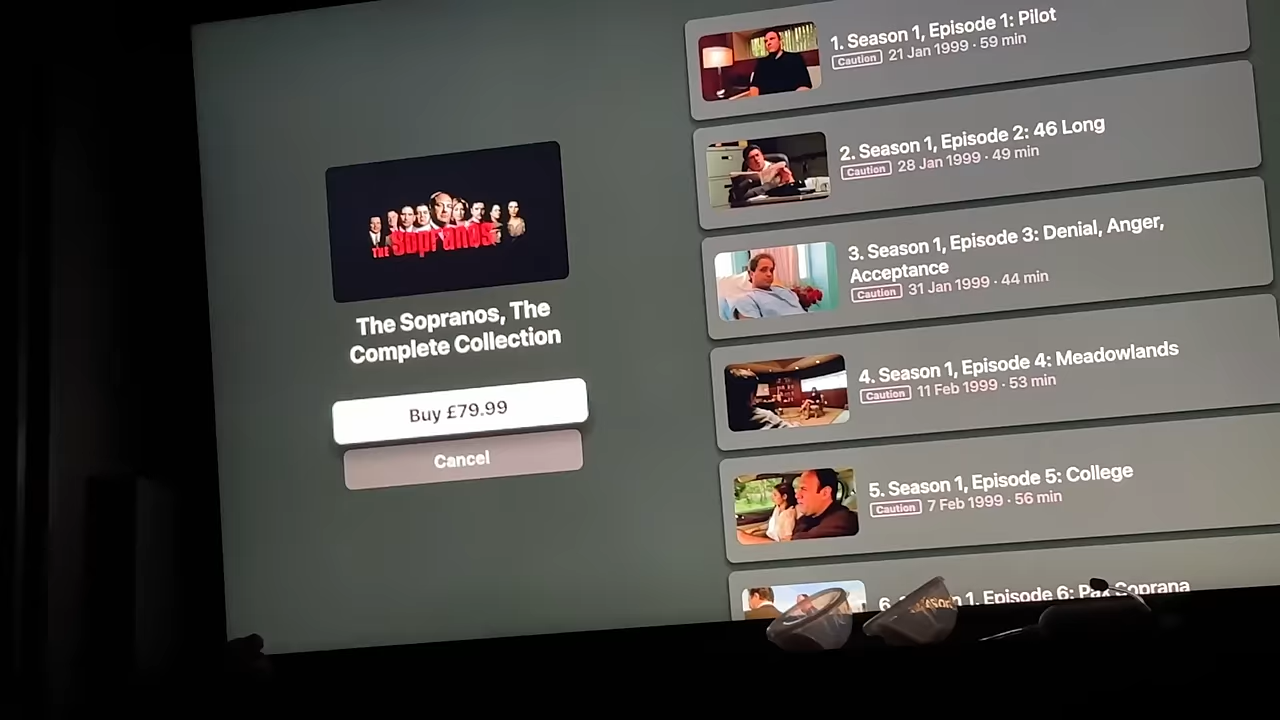 THE Sopranos
The Sopranos, The
Complete Collection
Buy £79.99
Cancel
1. Season 1, Episode 1: Pilot
Caution 21 Jan 1999 · 59 min
2. Season 1, Episode 2: 46 Long
Caution 28 Jan 1999 · 49 min
3. Season 1, Episode 3: Denial, Anger,
Acceptance
Caution 31 Jan 1999 · 44 min
4. Season 1, Episode 4: Meadowlands
Caution 11 Feb 1999 · 53 min
5. Season 1, Episode 5: College
Caution 7 Feb 1999 · 56 min
6. 1, Episode 6: Pax Soprana